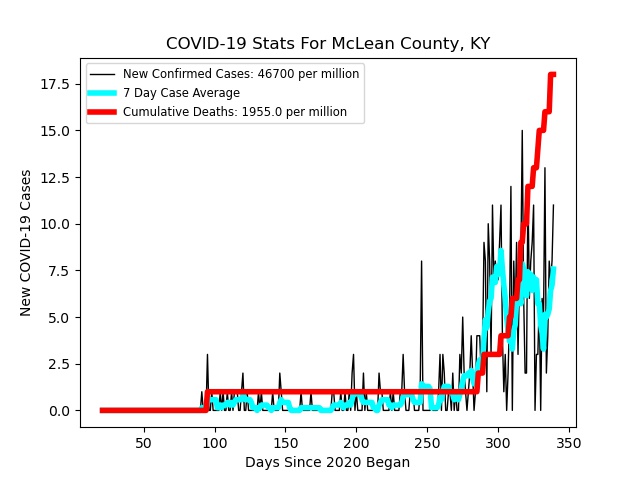 COVID-19 Stats For McLean County, KY
New Confirmed Cases: 46700 per million
7 Day Case Average
Cumulative Deaths: 1955.0 per million
17.5
15.0
12.5
10.0
7.5
5.0
2.5
0.0
New COVID-19 Cases
50 100 150 200 250 300 350
Days Since 2020 Began